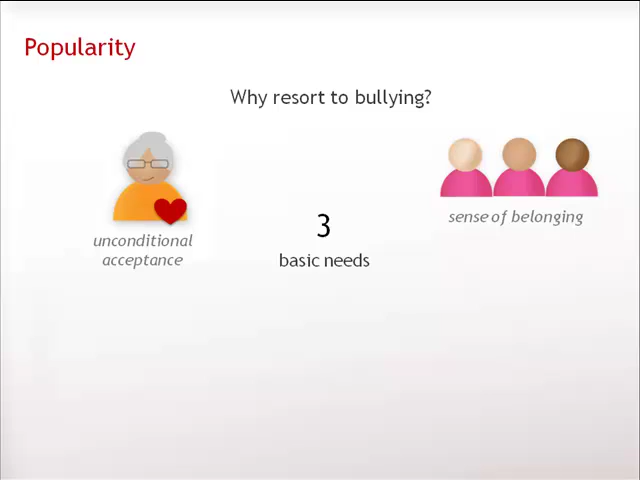 Popularity
Why resort to bullying?
unconditional
acceptance
3
basic needs
sense of belonging